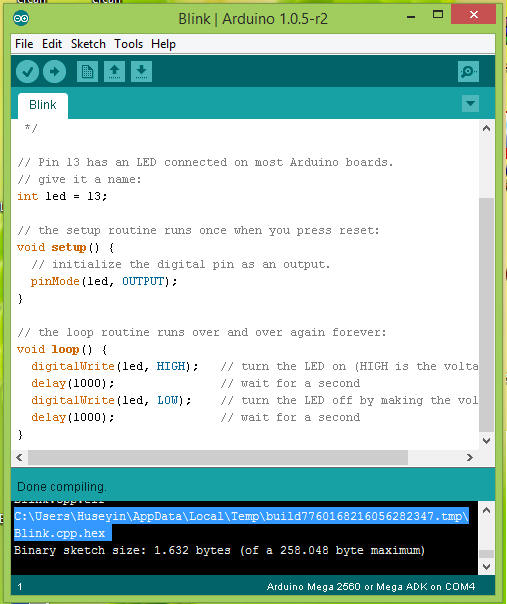 Blink | Arduino 1.0.5-r2
File Edit Sketch Tools Help
Blink
*/
// Pin 13 has an LED connected on most Arduino boards.
// give it a name:
int led = 13;
// the setup routine runs once when you press reset:
void setup() {
// initialize the digital pin as an output.
pinMode(led, OUTPUT);
}
// the loop routine runs over and over again forever:
void loop() {
digitalWrite(led, HIGH); // turn the LED on (HIGH is the volta
delay(1000); // wait for a second
digitalWrite(led, LOW); // turn the LED off by making the vol
delay(1000); // wait for a second
}
Done compiling.
Blink.cpp.elf
C:\Users\Huseyin\AppData\Local\Temp\build7760168216056282347.tmp\
Blink.cpp.hex
Binary sketch size: 1.632 bytes (of a 258.048 byte maximum)
1
Arduino Mega 2560 or Mega ADK on COM4